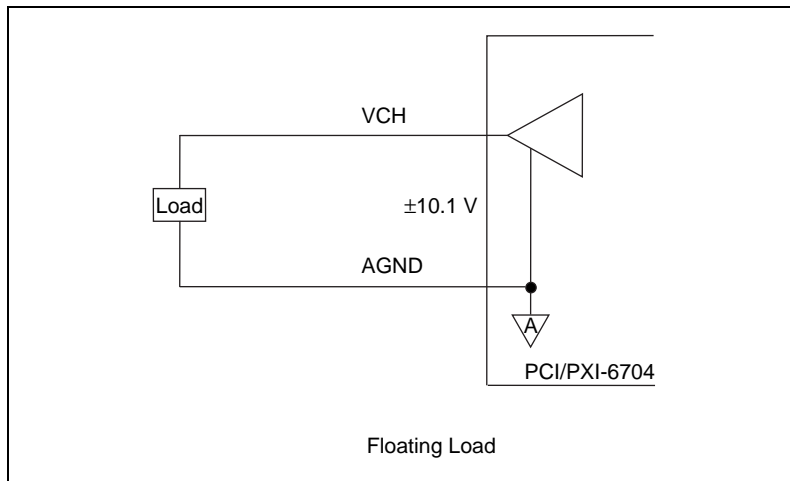 VCH
Load
±10.1 V
AGND
A
PCI/PXI-6704
Floating Load